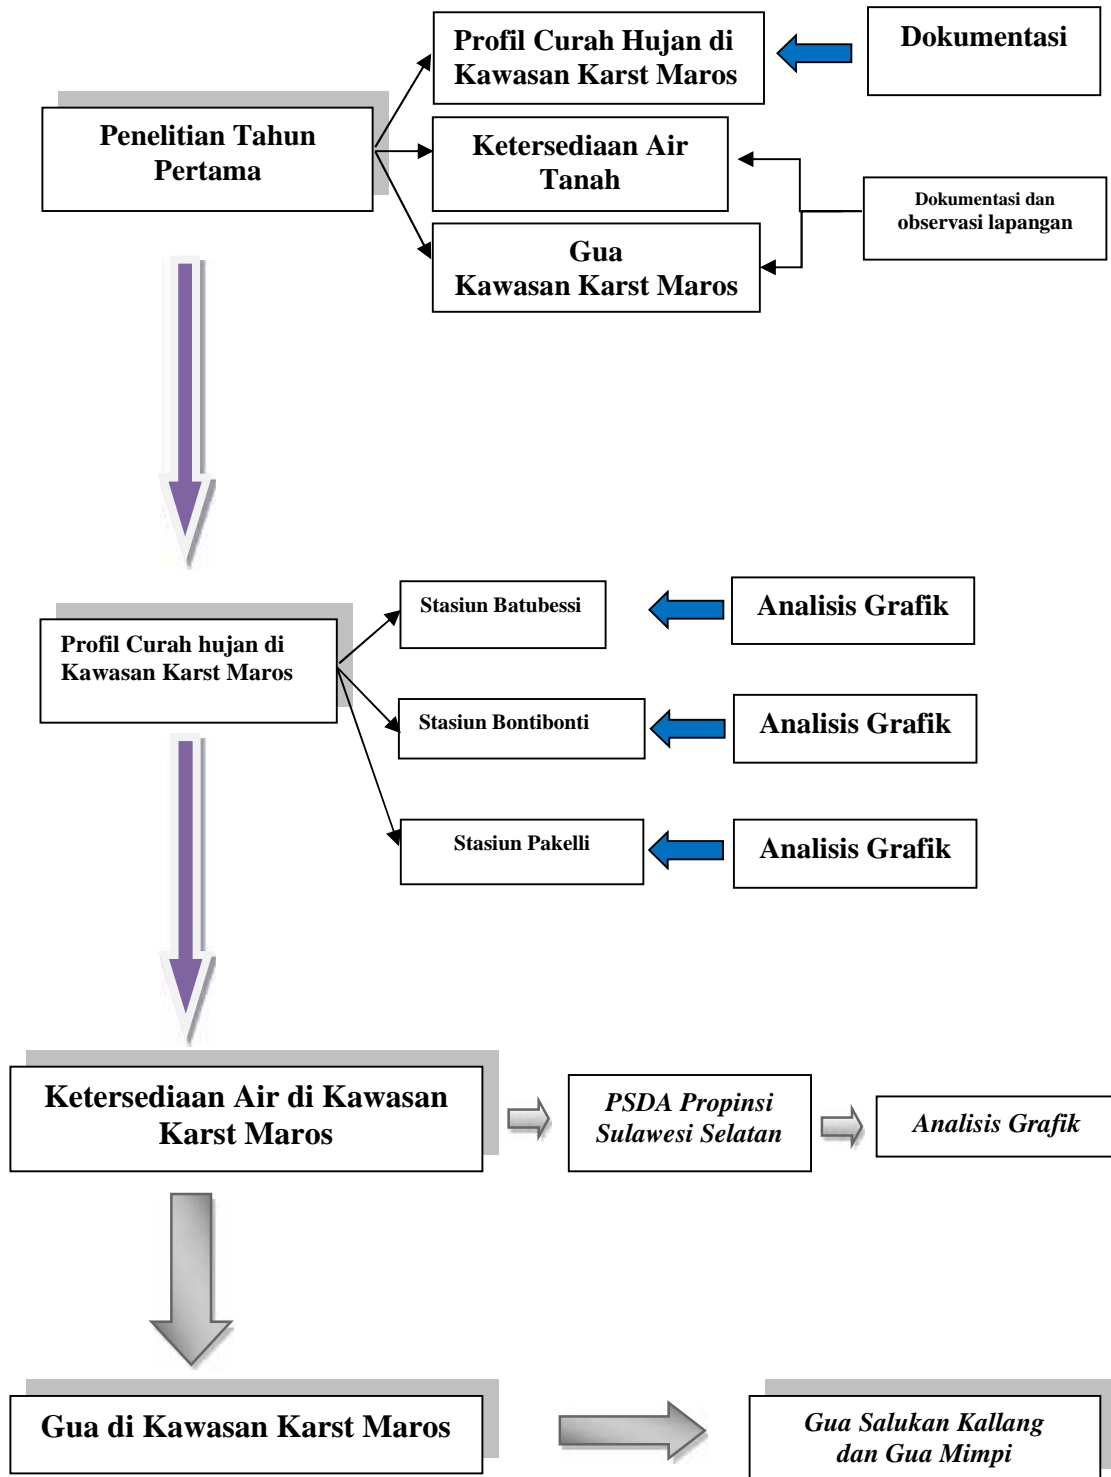 Profil Curah Hujan di
Kawasan Karst Maros
Dokumentasi
Penelitian Tahun
Pertama
Ketersediaan Air
Tanah
Dokumentasi dan
observasi lapangan
Gua
Kawasan Karst Maros
Stasiun Batubessi
Analisis Grafik
Profil Curah hujan di
Kawasan Karst Maros
Stasiun Bontibonti
Analisis Grafik
Stasiun Pakelli
Analisis Grafik
Ketersediaan Air di Kawasan
Karst Maros
PSDA Propinsi
Sulawesi Selatan
Analisis Grafik
Gua di Kawasan Karst Maros
Gua Salukan Kallang
dan Gua Mimpi